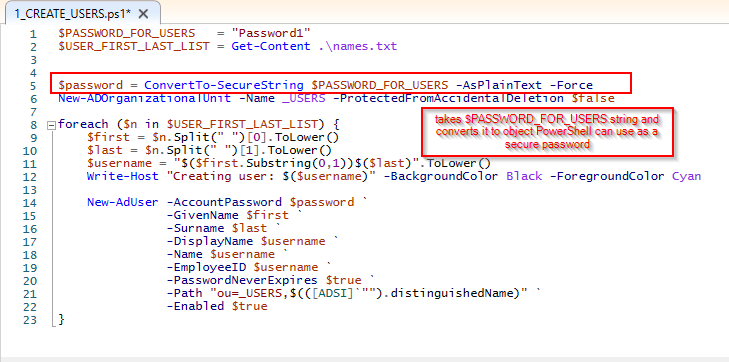 1_CREATE_USERS.ps1* X
1 $PASSWORD_FOR_USERS   = "Password1"
2 $USER_FIRST_LAST_LIST = Get-Content .\names.txt
3
4
5 $password = ConvertTo-SecureString $PASSWORD_FOR_USERS -AsPlainText -Force
6 New-ADOrganizationalUnit -Name _USERS -ProtectedFromAccidentalDeletion $false
7
takes $PASSWORD_FOR_USERS string and
converts it to object PowerShell can use as a
secure password
8 foreach ($n in $USER_FIRST_LAST_LIST) {
9     $first = $n.Split(" ")[0].ToLower()
10     $last = $n.Split(" ")[1].ToLower()
11     $username = "$($first.Substring(0,1))$($last)".ToLower()
12     Write-Host "Creating user: $($username)" -BackgroundColor Black -ForegroundColor Cyan
13
14     New-AdUser -AccountPassword $password `
15                -GivenName $first `
16                -Surname $last `
17                -DisplayName $username `
18                -Name $username `
19                -EmployeeID $username `
20                -PasswordNeverExpires $true `
21                -Path "ou=_USERS,$(([ADSI]`"").distinguishedName)" `
22                -Enabled $true
23 }